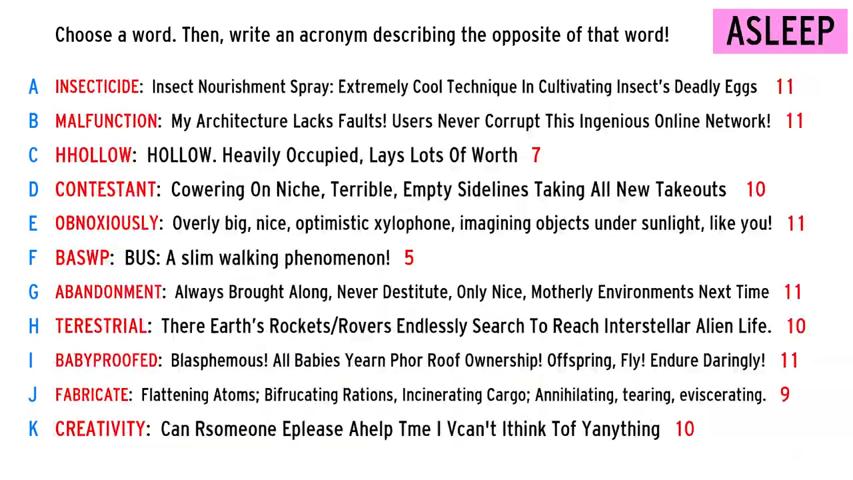 Choose a word. Then, write an acronym describing the opposite of that word!
ASLEEP
A INSECTICIDE: Insect Nourishment Spray: Extremely Cool Technique In Cultivating Insect's Deadly Eggs 11
B MALFUNCTION: My Architecture Lacks Faults! Users Never Corrupt This Ingenious Online Network! 11
C HHOLLOW: HOLLOW. Heavily Occupied, Lays Lots Of Worth 7
D CONTESTANT: Cowering On Niche, Terrible, Empty Sidelines Taking All New Takeouts 10
E OBNOXIOUSLY: Overly big, nice, optimistic xylophone, imagining objects under sunlight, like you! 11
F BASWP: BUS: A slim walking phenomenon! 5
G ABANDONMENT: Always Brought Along, Never Destitute, Only Nice, Motherly Environments Next Time 11
H TERESTRIAL: There Earth's Rockets/Rovers Endlessly Search To Reach Interstellar Alien Life. 10
I BABYPROOFED: Blasphemous! All Babies Yearn Phor Roof Ownership! Offspring, Fly! Endure Daringly! 11
J FABRICATE: Flattening Atoms; Bifrucating Rations, Incinerating Cargo; Annihilating, tearing, eviscerating. 9
K CREATIVITY: Can Rsomeone Eplease Ahelp Tme I Vcan't Ithink Tof Yanything 10